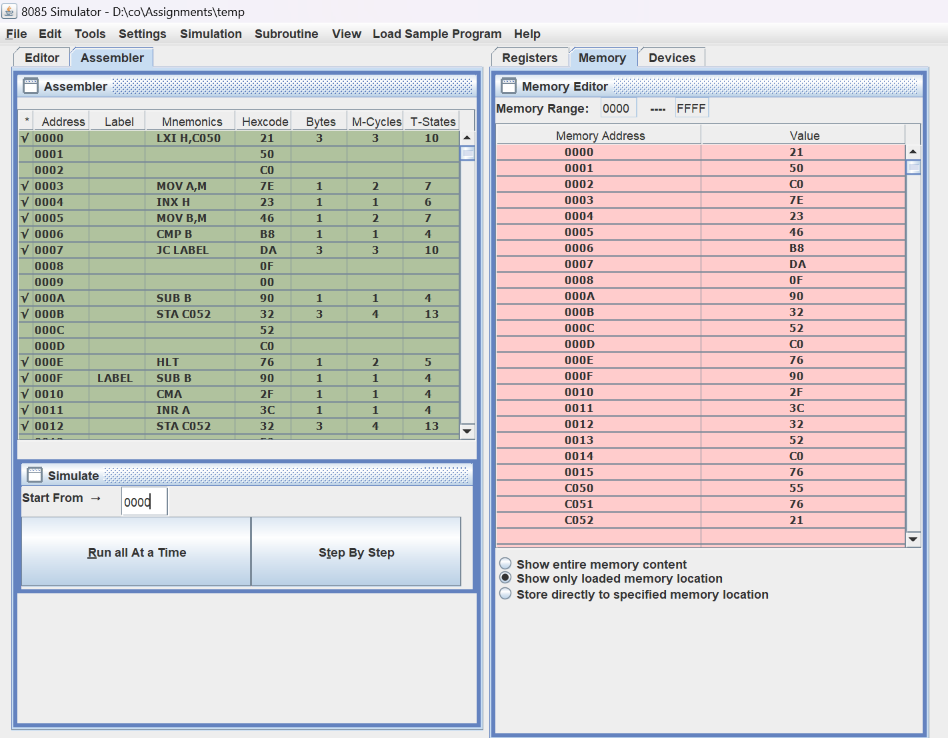 8085 Simulator - D:\co\Assignments\temp
File Edit Tools Settings Simulation Subroutine View Load Sample Program Help
Editor Assembler
Assembler
* Address Label Mnemonics Hexcode Bytes M-Cycles T-States
√ 0000 LXI H,C050 21 3 3 10
0001 50
0002 C0
√ 0003 MOV A,M 7E 1 2 7
√ 0004 INX H 23 1 1 6
√ 0005 MOV B,M 46 1 2 7
√ 0006 CMP B B8 1 1 4
√ 0007 JC LABEL DA 3 3 10
0008 0F
0009 00
√ 000A SUB B 90 1 1 4
√ 000B STA C052 32 3 4 13
000C 52
000D C0
√ 000E HLT 76 1 2 5
√ 000F LABEL SUB B 90 1 1 4
√ 0010 CMA 2F 1 1 4
√ 0011 INR A 3C 1 1 4
√ 0012 STA C052 32 3 4 13
Simulate
Start From → 0000
Run all At a Time Step By Step
Registers Memory Devices
Memory Editor
Memory Range: 0000 ---- FFFF
Memory Address Value
0000 21
0001 50
0002 C0
0003 7E
0004 23
0005 46
0006 B8
0007 DA
0008 0F
000A 90
000B 32
000C 52
000D C0
000E 76
000F 90
0010 2F
0011 3C
0012 32
0013 52
0014 C0
0015 76
C050 55
C051 76
C052 21
Show entire memory content
Show only loaded memory location
Store directly to specified memory location